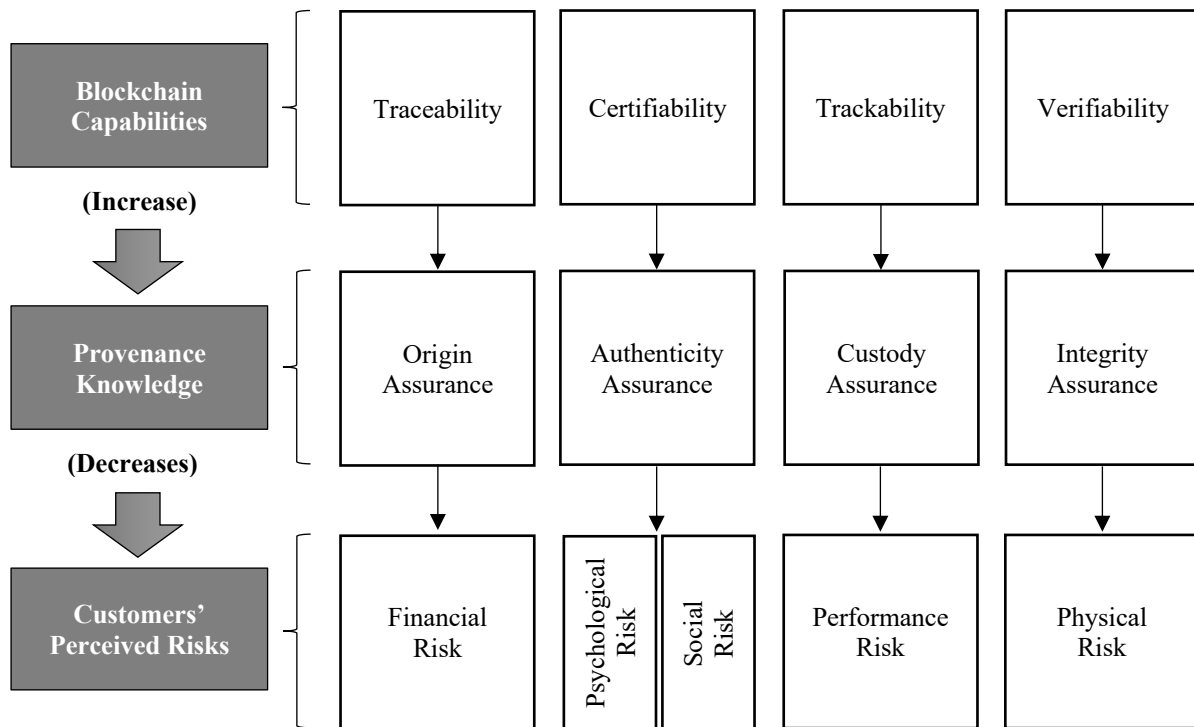 Blockchain
Capabilities
Traceability
Certifiability
Trackability
Verifiability
(Increase)
Provenance
Knowledge
Origin
Assurance
Authenticity
Assurance
Custody
Assurance
Integrity
Assurance
(Decreases)
Customers’
Perceived Risks
Financial
Risk
Psychological
Risk
Social
Risk
Performance
Risk
Physical
Risk